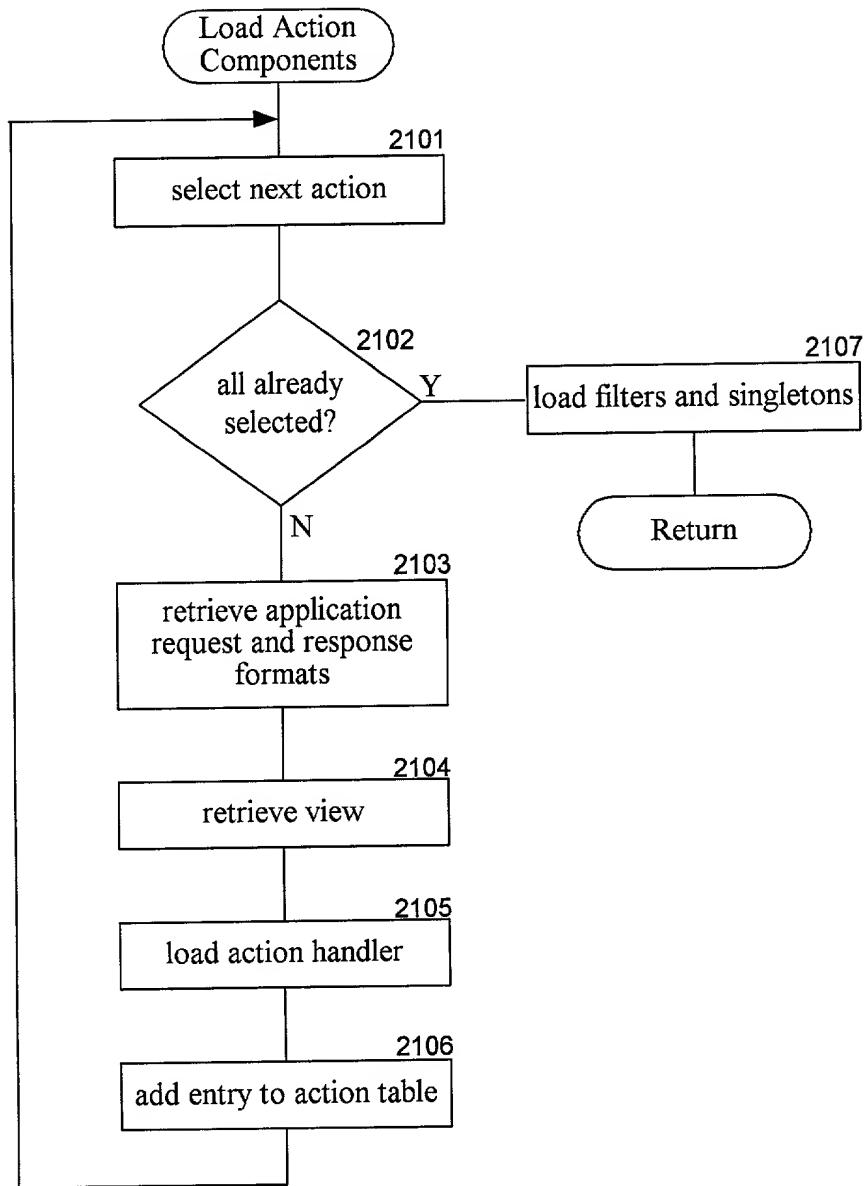 Load Action
Components
2101
select next action
2102
all already
selected?
Y
N
2107
load filters and singletons
Return
2103
retrieve application
request and response
formats
2104
retrieve view
2105
load action handler
2106
add entry to action table